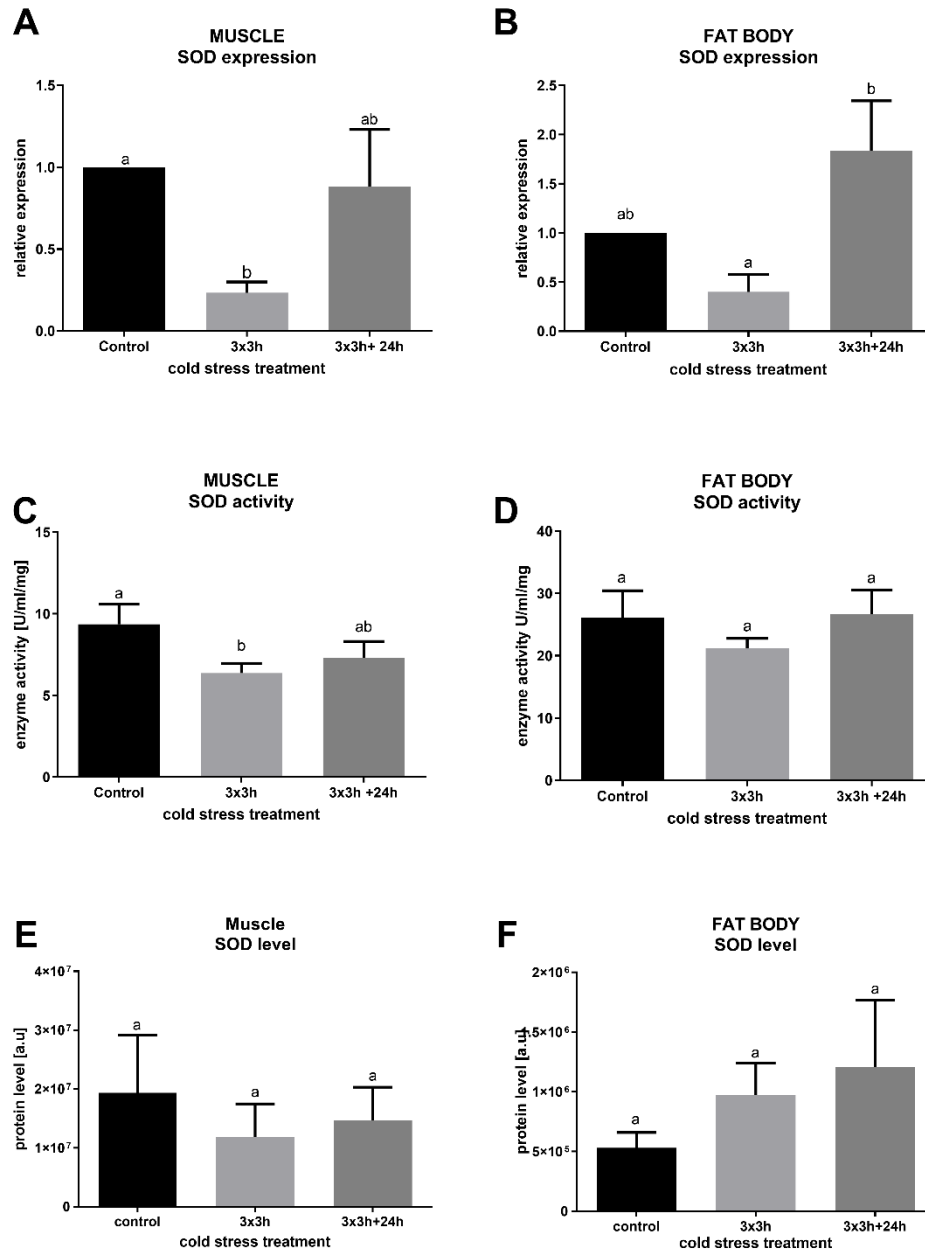 A
MUSCLE
SOD expression
relative expression
1.5
1.0
0.5
0.0
a
b
ab
Control
3x3h
3x3h+ 24h
cold stress treatment
B
FAT BODY
SOD expression
relative expression
2.5
2.0
1.5
1.0
0.5
0.0
ab
a
b
Control
3x3h
3x3h+24h
cold stress treatment
C
MUSCLE
SOD activity
enzyme activity [U/ml/mg]
15
10
5
0
a
b
ab
Control
3x3h
3x3h +24h
cold stress treatment
D
FAT BODY
SOD activity
enzyme activity U/ml/mg
40
30
20
10
0
a
a
a
Control
3x3h
3x3h +24h
cold stress treatment
E
Muscle
SOD level
protein level [a.u]
4×10⁷
3×10⁷
2×10⁷
1×10⁷
0
a
a
a
control
3x3h
3x3h+24h
cold stress treatment
F
FAT BODY
SOD level
protein level [a.u]
2×10⁶
1.5×10⁶
1×10⁶
5×10⁵
0
a
a
a
control
3x3h
3x3h+24h
cold stress treatment